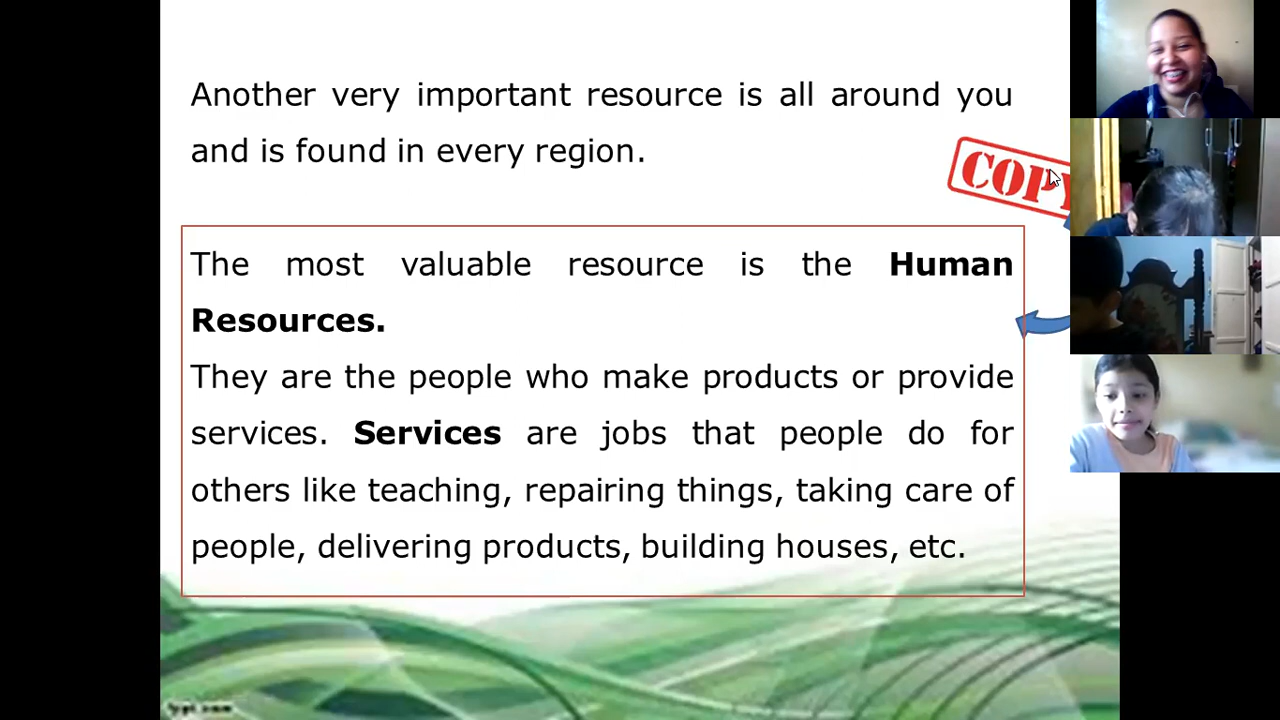 Another very important resource is all around you
and is found in every region.
The most valuable resource is the Human
Resources.
They are the people who make products or provide
services. Services are jobs that people do for
others like teaching, repairing things, taking care of
people, delivering products, building houses, etc.